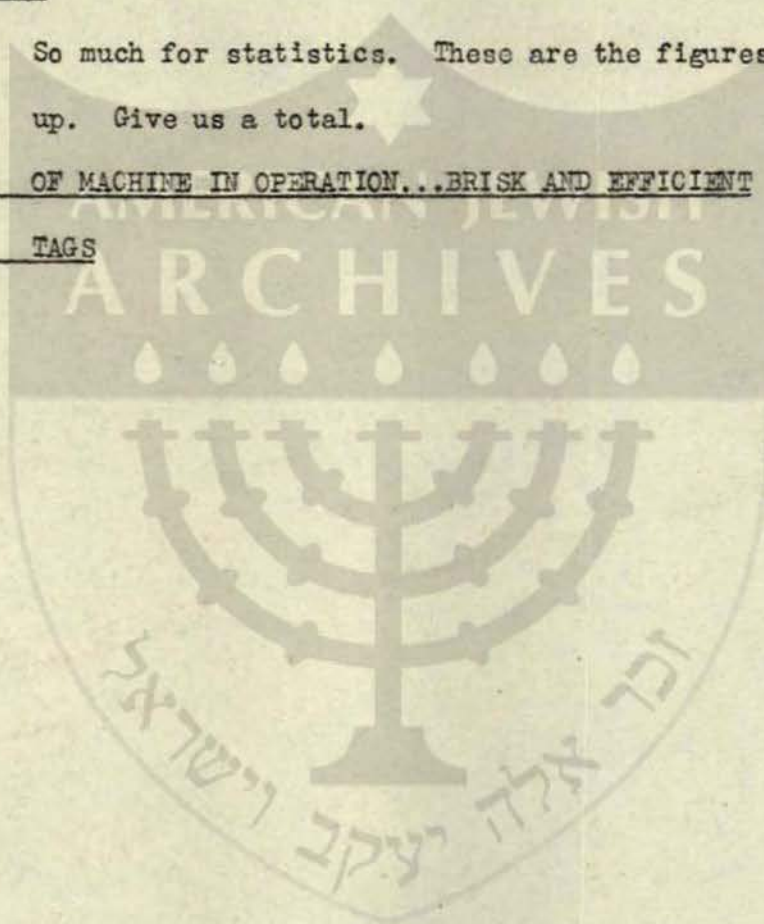 So much for statistics. These are the figures
up. Give us a total.
OF MACHINE IN OPERATION...BRISK AND EFFICIENT
TAGS
AMERICAN JEWISH
ARCHIVES
זכר אלה יעקב וישראל